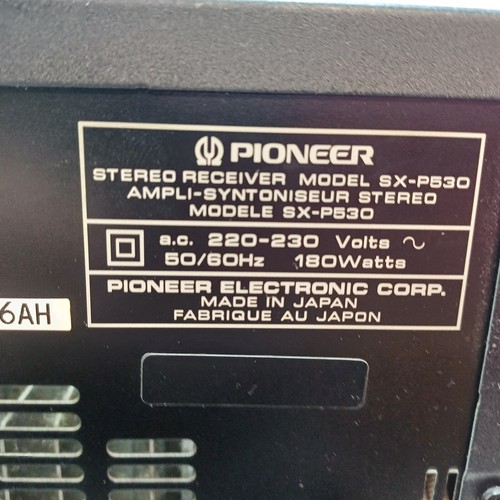 PIONEER
STEREO RECEIVER MODEL SX-P530
AMPLI-SYNTONISEUR STEREO
MODELE SX-P530
a.c. 220-230 Volts ~
50/60Hz 180Watts
PIONEER ELECTRONIC CORP.
MADE IN JAPAN
FABRIQUE AU JAPON
6AH